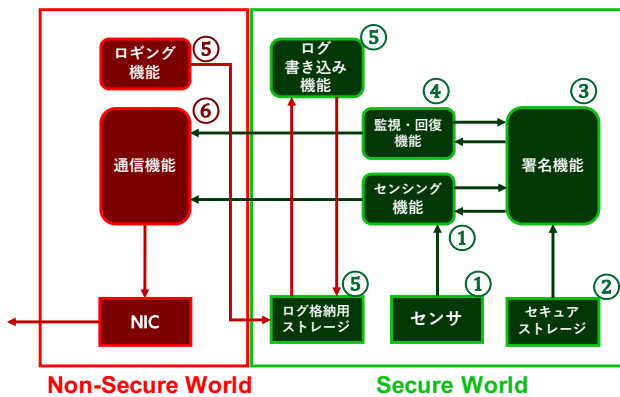 ロギング
機能
⑤
ログ
書き込み
機能
⑤
⑥
通信機能
④
監視・回復
機能
③
署名機能
センシング
機能
①
NIC
⑤
ログ格納用
ストレージ
①
センサ
②
セキュア
ストレージ
Non-Secure World
Secure World